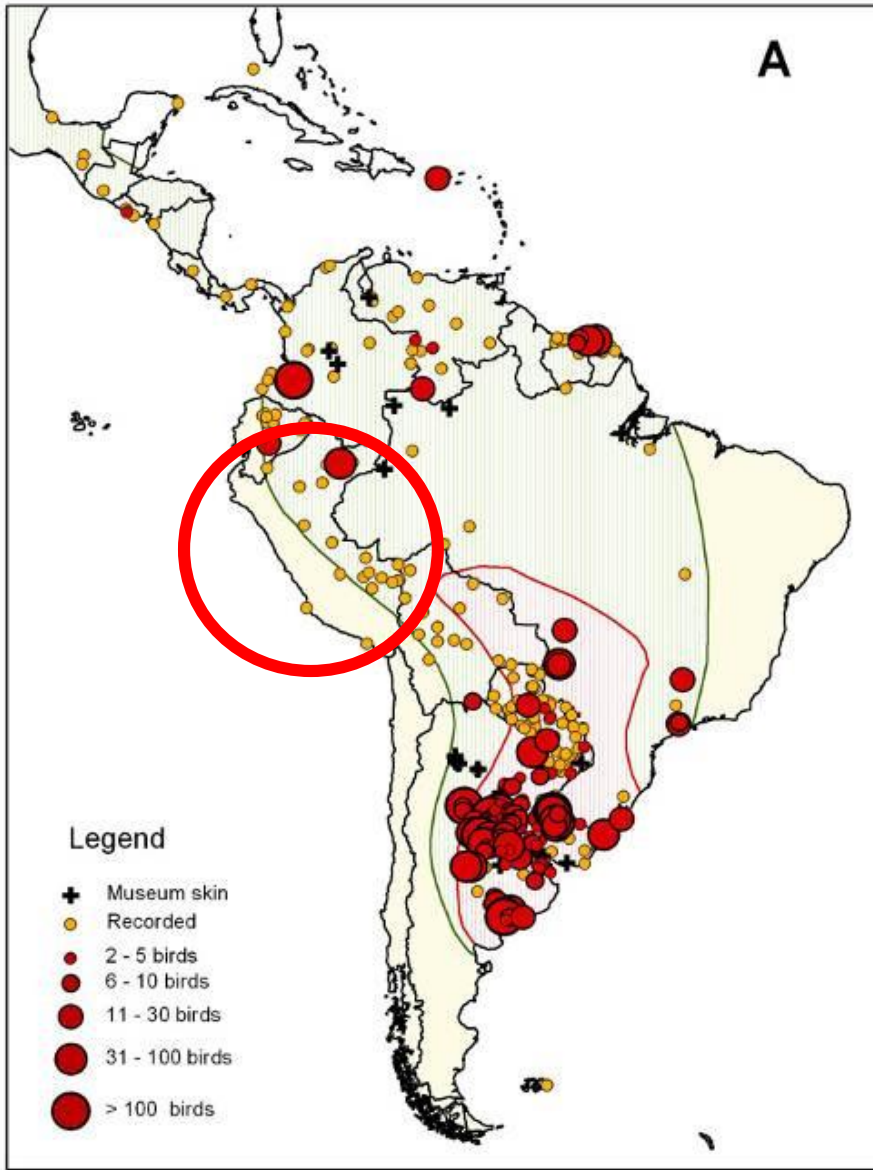 A
Legend
Museum skin
Recorded
2 - 5 birds
6 - 10 birds
11 - 30 birds
31 - 100 birds
> 100 birds